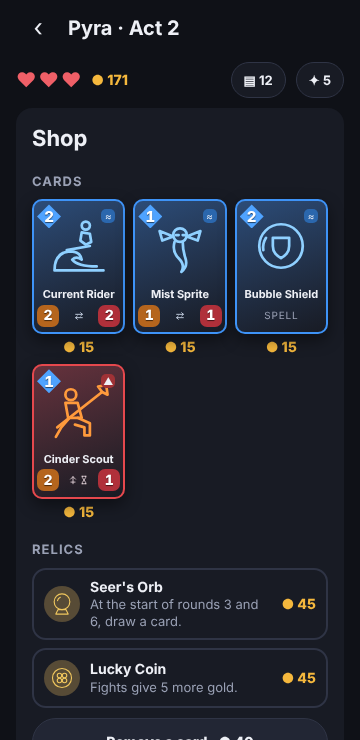 Pyra · Act 2
171
12
5
Shop
CARDS
2
Current Rider
2 2
15
1
Mist Sprite
1 1
15
2
Bubble Shield
SPELL
15
1
Cinder Scout
2 1
15
RELICS
Seer's Orb
At the start of rounds 3 and
6, draw a card.
45
Lucky Coin
Fights give 5 more gold.
45